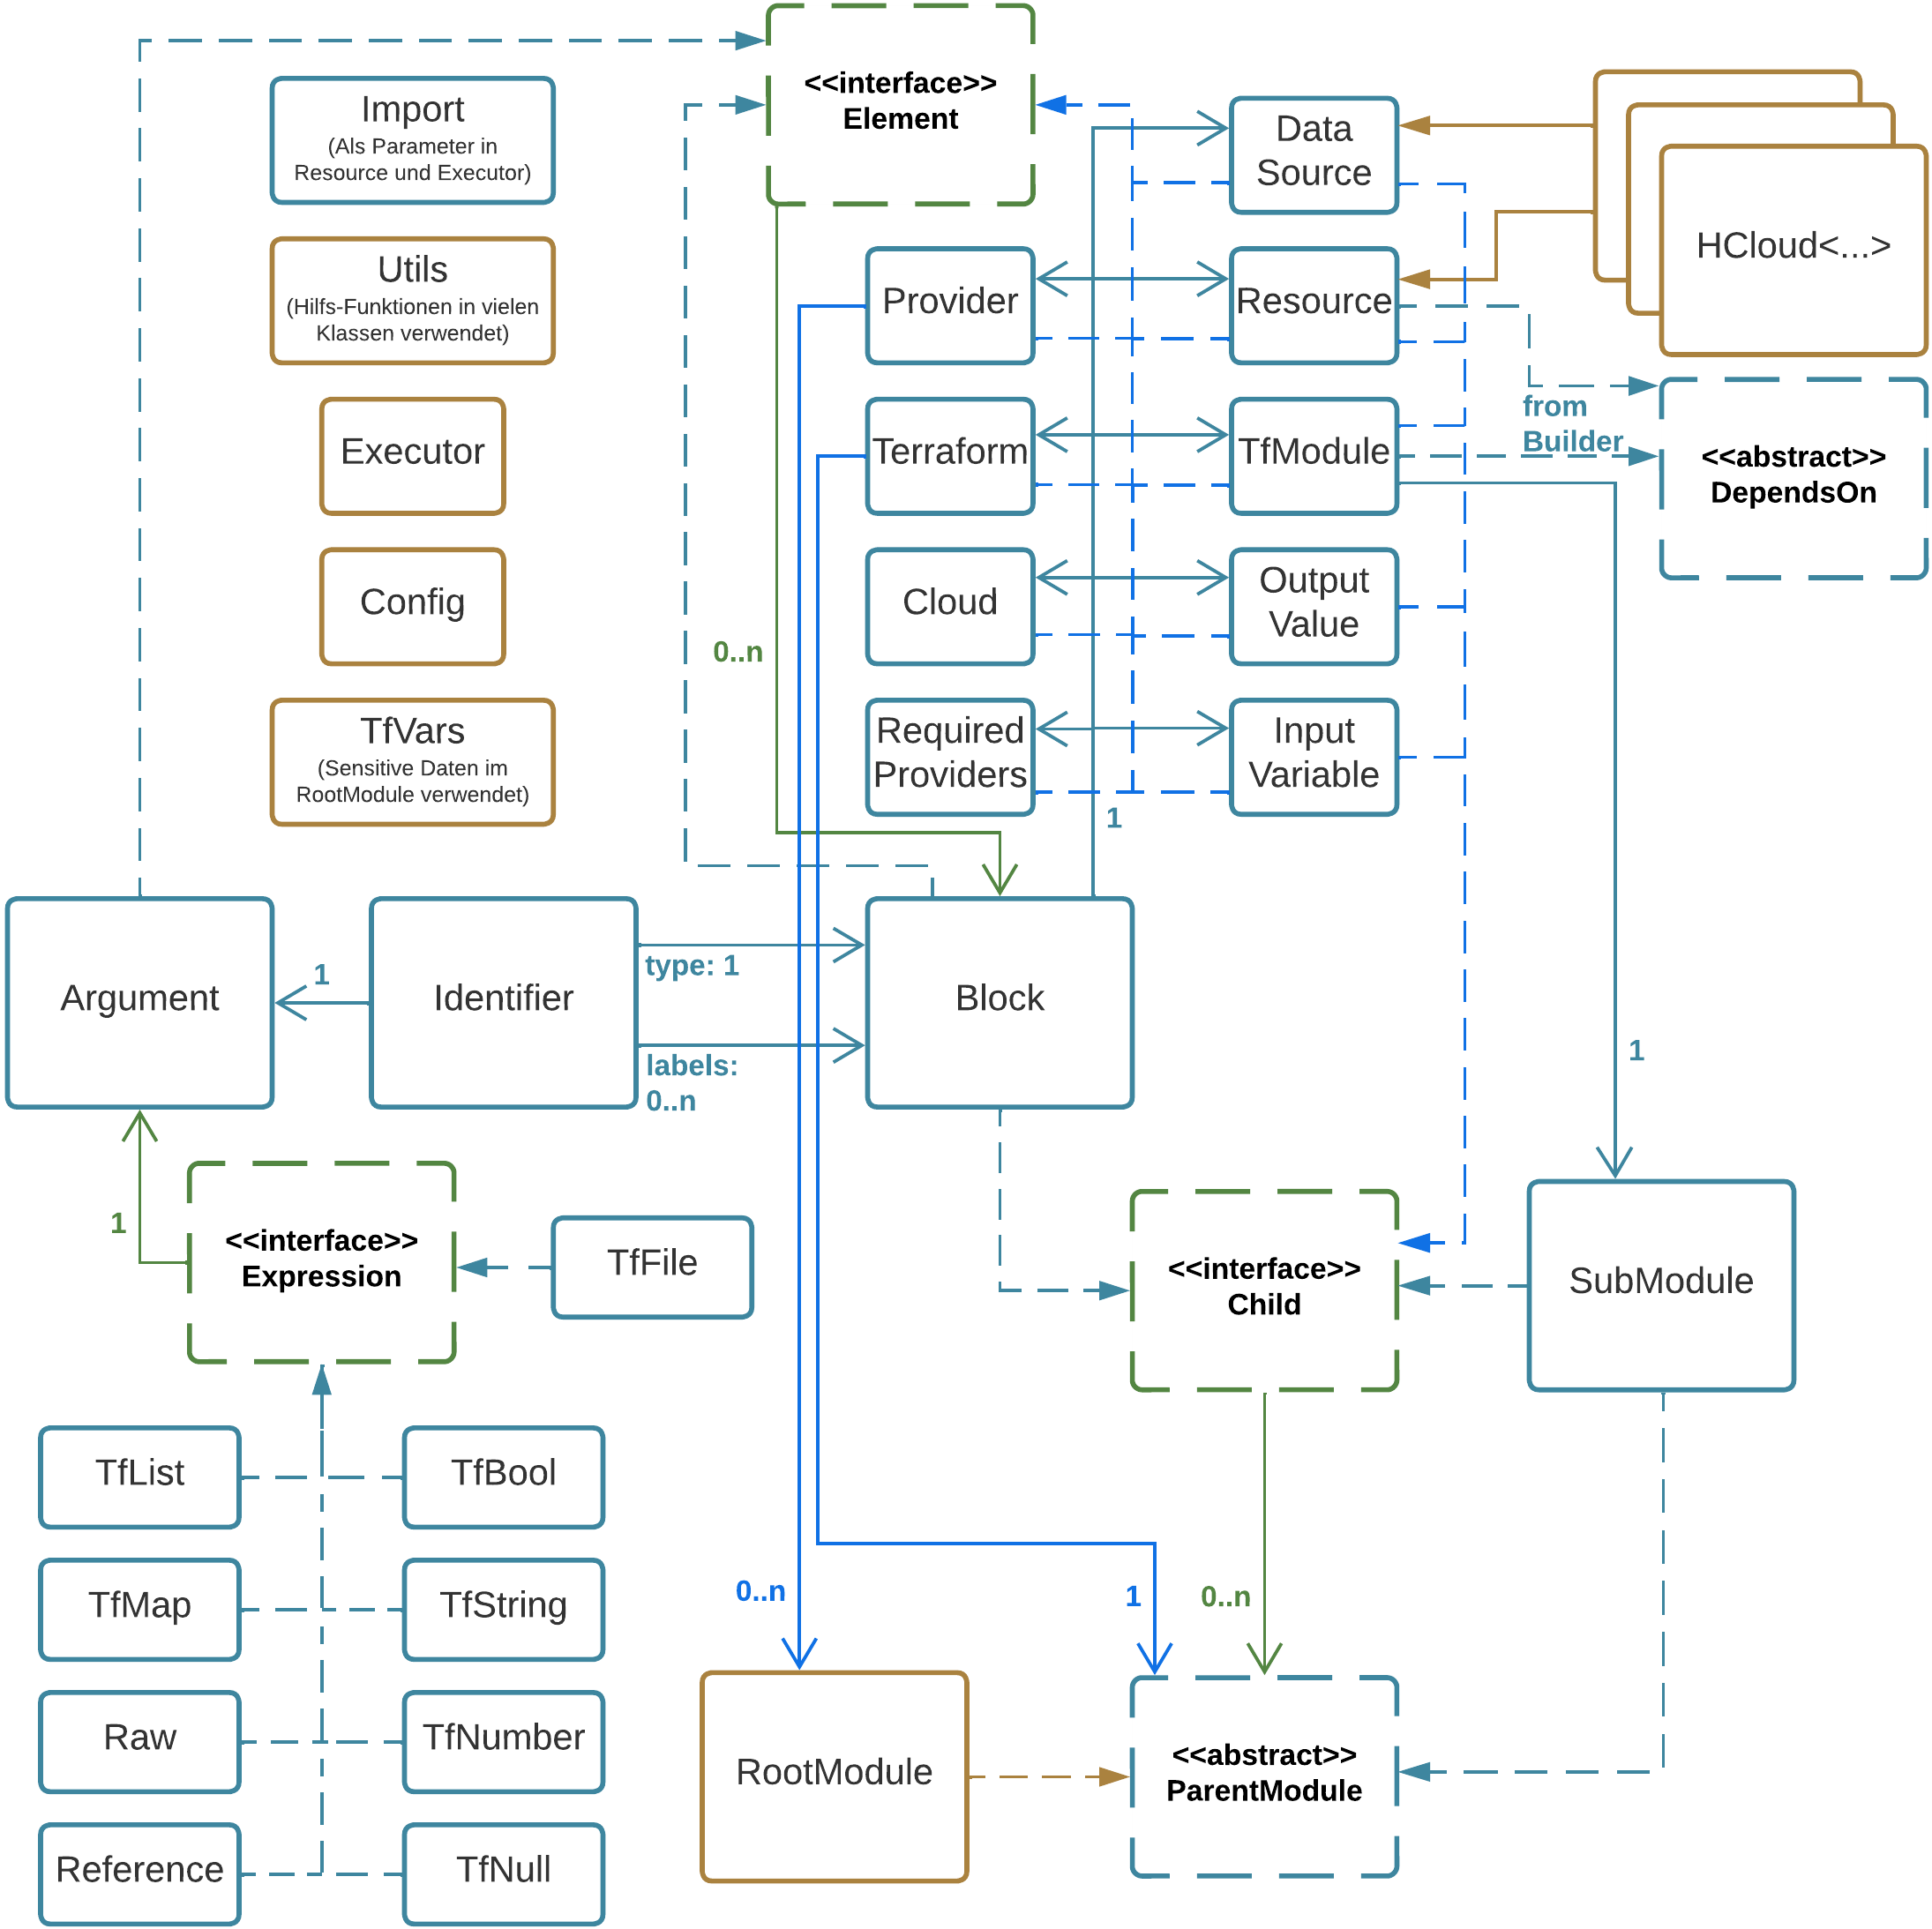 <<interface>>
Element
Import
(Als Parameter in
Resource und Executor)
Data
Source
HCloud<...>
Utils
(Hilfs-Funktionen in vielen
Klassen verwendet)
Provider
Resource
from
Builder
Executor
Terraform
TfModule
<<abstract>>
DependsOn
Config
Cloud
Output
Value
0..n
TfVars
(Sensitive Daten im
RootModule verwendet)
Required
Providers
Input
Variable
1
Argument
1
Identifier
type: 1
labels:
0..n
Block
1
1
<<interface>>
Expression
TfFile
<<interface>>
Child
SubModule
TfList
TfBool
TfMap
TfString
0..n
1
0..n
Raw
TfNumber
RootModule
<<abstract>>
ParentModule
Reference
TfNull